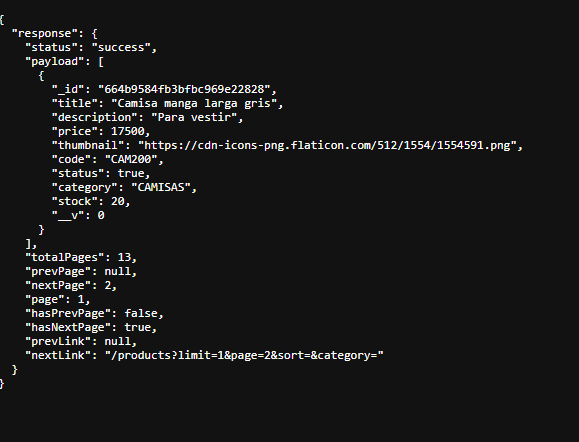 {
  "response": {
    "status": "success",
    "payload": [
      {
        "_id": "664b9584fb3bfbc969e22828",
        "title": "Camisa manga larga gris",
        "description": "Para vestir",
        "price": 17500,
        "thumbnail": "https://cdn-icons-png.flaticon.com/512/1554/1554591.png",
        "code": "CAM200",
        "status": true,
        "category": "CAMISAS",
        "stock": 20,
        "__v": 0
      }
    ],
    "totalPages": 13,
    "prevPage": null,
    "nextPage": 2,
    "page": 1,
    "hasPrevPage": false,
    "hasNextPage": true,
    "prevLink": null,
    "nextLink": "/products?limit=1&page=2&sort=&category="
  }
}